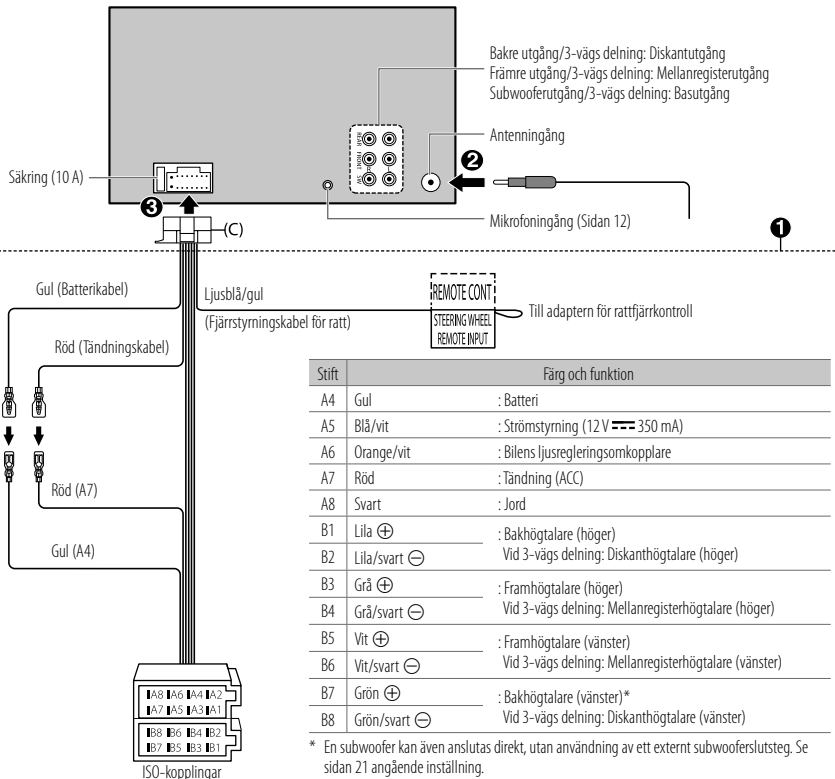 Bakre utgång/3-vägs delning: Diskantutgång
Främre utgång/3-vägs delning: Mellanregisterutgång
Subwooferutgång/3-vägs delning: Basutgång
REAR
FRONT
SW
Antenningång
❷
Säkring (10 A)
❸
Mikrofoningång (Sidan 12)
❶
(C)
Gul (Batterikabel)
Ljusblå/gul
(Fjärrstyrningskabel för ratt)
REMOTE CONT
STEERING WHEEL
REMOTE INPUT
Till adaptern för rattfjärrkontroll
Röd (Tändningskabel)
Röd (A7)
Gul (A4)
Stift Färg och funktion
A4 Gul : Batteri
A5 Blå/vit : Strömstyrning (12 V ⎓ 350 mA)
A6 Orange/vit : Bilens ljusregleringsomkopplare
A7 Röd : Tändning (ACC)
A8 Svart : Jord
B1 Lila ⊕ : Bakhögtalare (höger)
B2 Lila/svart ⊖ Vid 3-vägs delning: Diskanthögtalare (höger)
B3 Grå ⊕ : Framhögtalare (höger)
B4 Grå/svart ⊖ Vid 3-vägs delning: Mellanregisterhögtalare (höger)
B5 Vit ⊕ : Framhögtalare (vänster)
B6 Vit/svart ⊖ Vid 3-vägs delning: Mellanregisterhögtalare (vänster)
B7 Grön ⊕ : Bakhögtalare (vänster)*
B8 Grön/svart ⊖ Vid 3-vägs delning: Diskanthögtalare (vänster)
* En subwoofer kan även anslutas direkt, utan användning av ett externt subwooferslutsteg. Se
sidan 21 angående inställning.
A8 A6 A4 A2
A7 A5 A3 A1
B8 B6 B4 B2
B7 B5 B3 B1
ISO-kopplingar